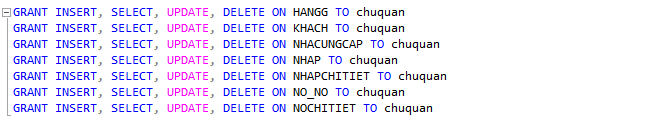 GRANT INSERT, SELECT, UPDATE, DELETE ON HANGG TO chuquan
GRANT INSERT, SELECT, UPDATE, DELETE ON KHACH TO chuquan
GRANT INSERT, SELECT, UPDATE, DELETE ON NHACUNGCAP TO chuquan
GRANT INSERT, SELECT, UPDATE, DELETE ON NHAP TO chuquan
GRANT INSERT, SELECT, UPDATE, DELETE ON NHAPCHITIET TO chuquan
GRANT INSERT, SELECT, UPDATE, DELETE ON NO_NO TO chuquan
GRANT INSERT, SELECT, UPDATE, DELETE ON NOCHITIET TO chuquan